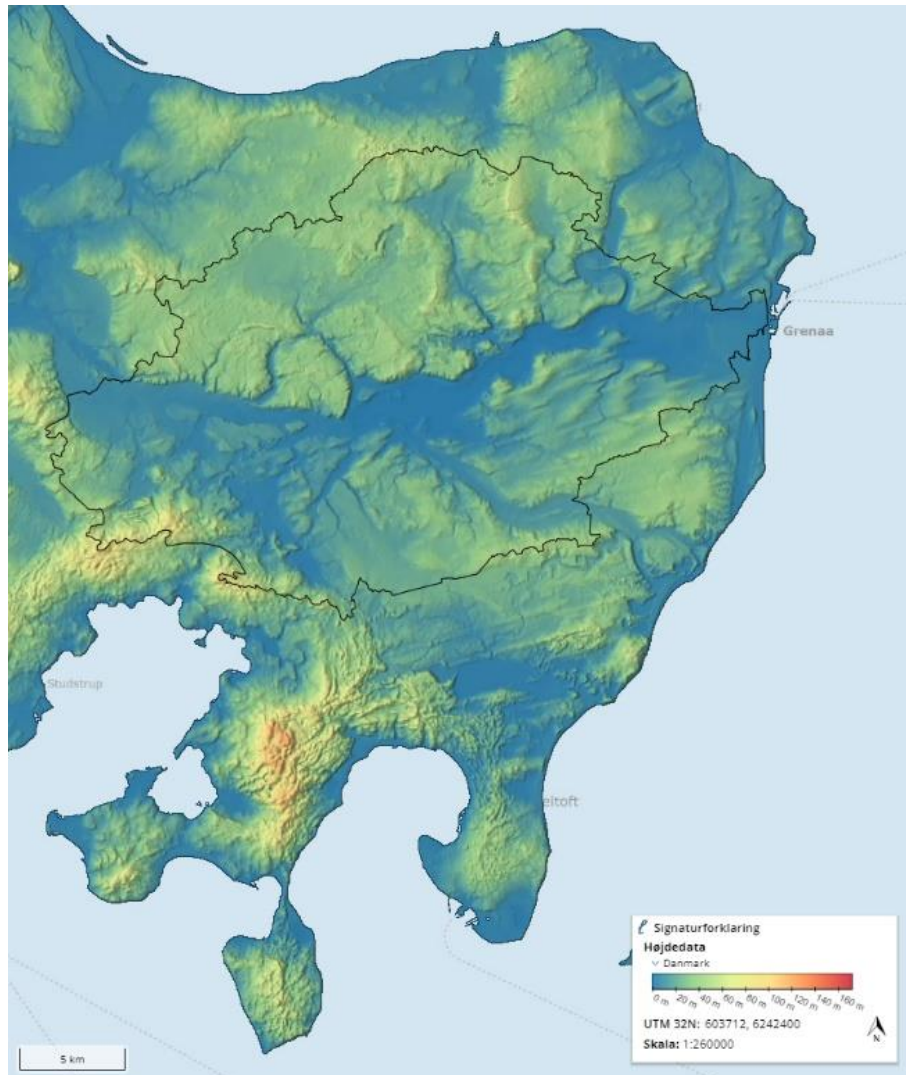 Grenaa
Studstrup
eltoft
Signaturforklaring
Højdedata
Danmark
0 m 20 m 40 m 60 m 80 m 100 m 120 m 140 m 160 m
UTM 32N: 603712, 6242400
Skala: 1:260000
N
5 km